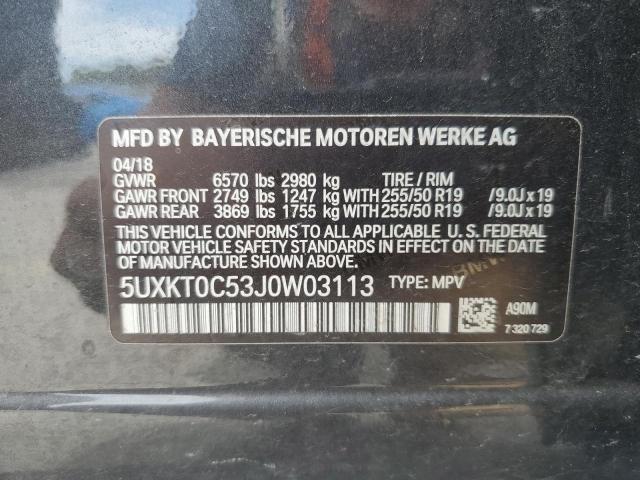 MFD BY BAYERISCHE MOTOREN WERKE AG
04/18
GVWR 6570 lbs 2980 kg TIRE / RIM
GAWR FRONT 2749 lbs 1247 kg WITH 255/50 R19 /9.0J x 19
GAWR REAR 3869 lbs 1755 kg WITH 255/50 R19 /9.0J x 19
THIS VEHICLE CONFORMS TO ALL APPLICABLE U. S. FEDERAL
MOTOR VEHICLE SAFETY STANDARDS IN EFFECT ON THE
DATE OF MANUFACTURE SHOWN ABOVE.
5UXKT0C53J0W03113 TYPE: MPV
A90M
7 320 729